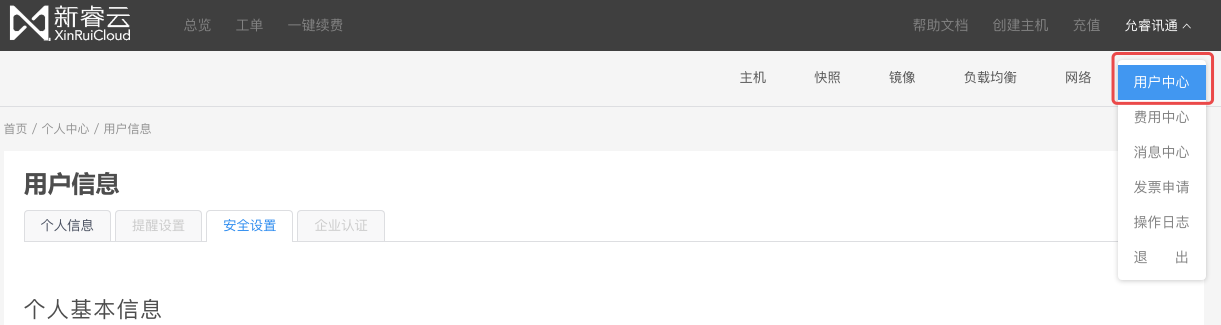 新睿云 总览 工单 一键续费 帮助文档 创建主机 充值 允睿讯通
XinRuiCloud
主机 快照 镜像 负载均衡 网络 用户中心
费用中心
消息中心
发票申请
操作日志
退 出
首页 / 个人中心 / 用户信息
用户信息
个人信息 提醒设置 安全设置 企业认证
个人基本信息